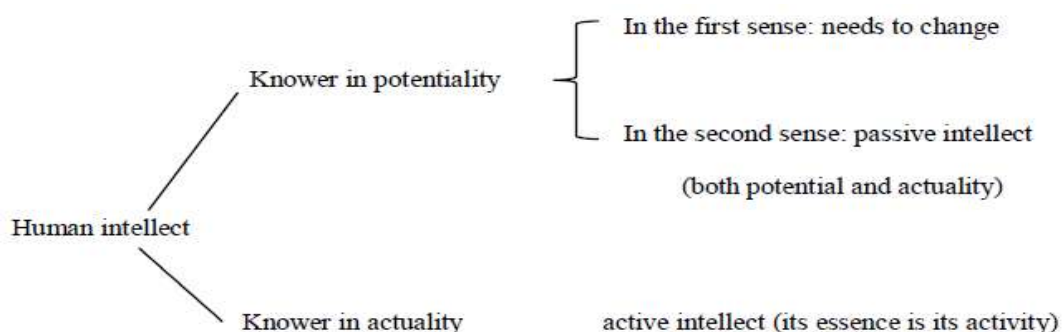 In the first sense: needs to change
Knower in potentiality
In the second sense: passive intellect
(both potential and actuality)
Human intellect
Knower in actuality active intellect (its essence is its activity)